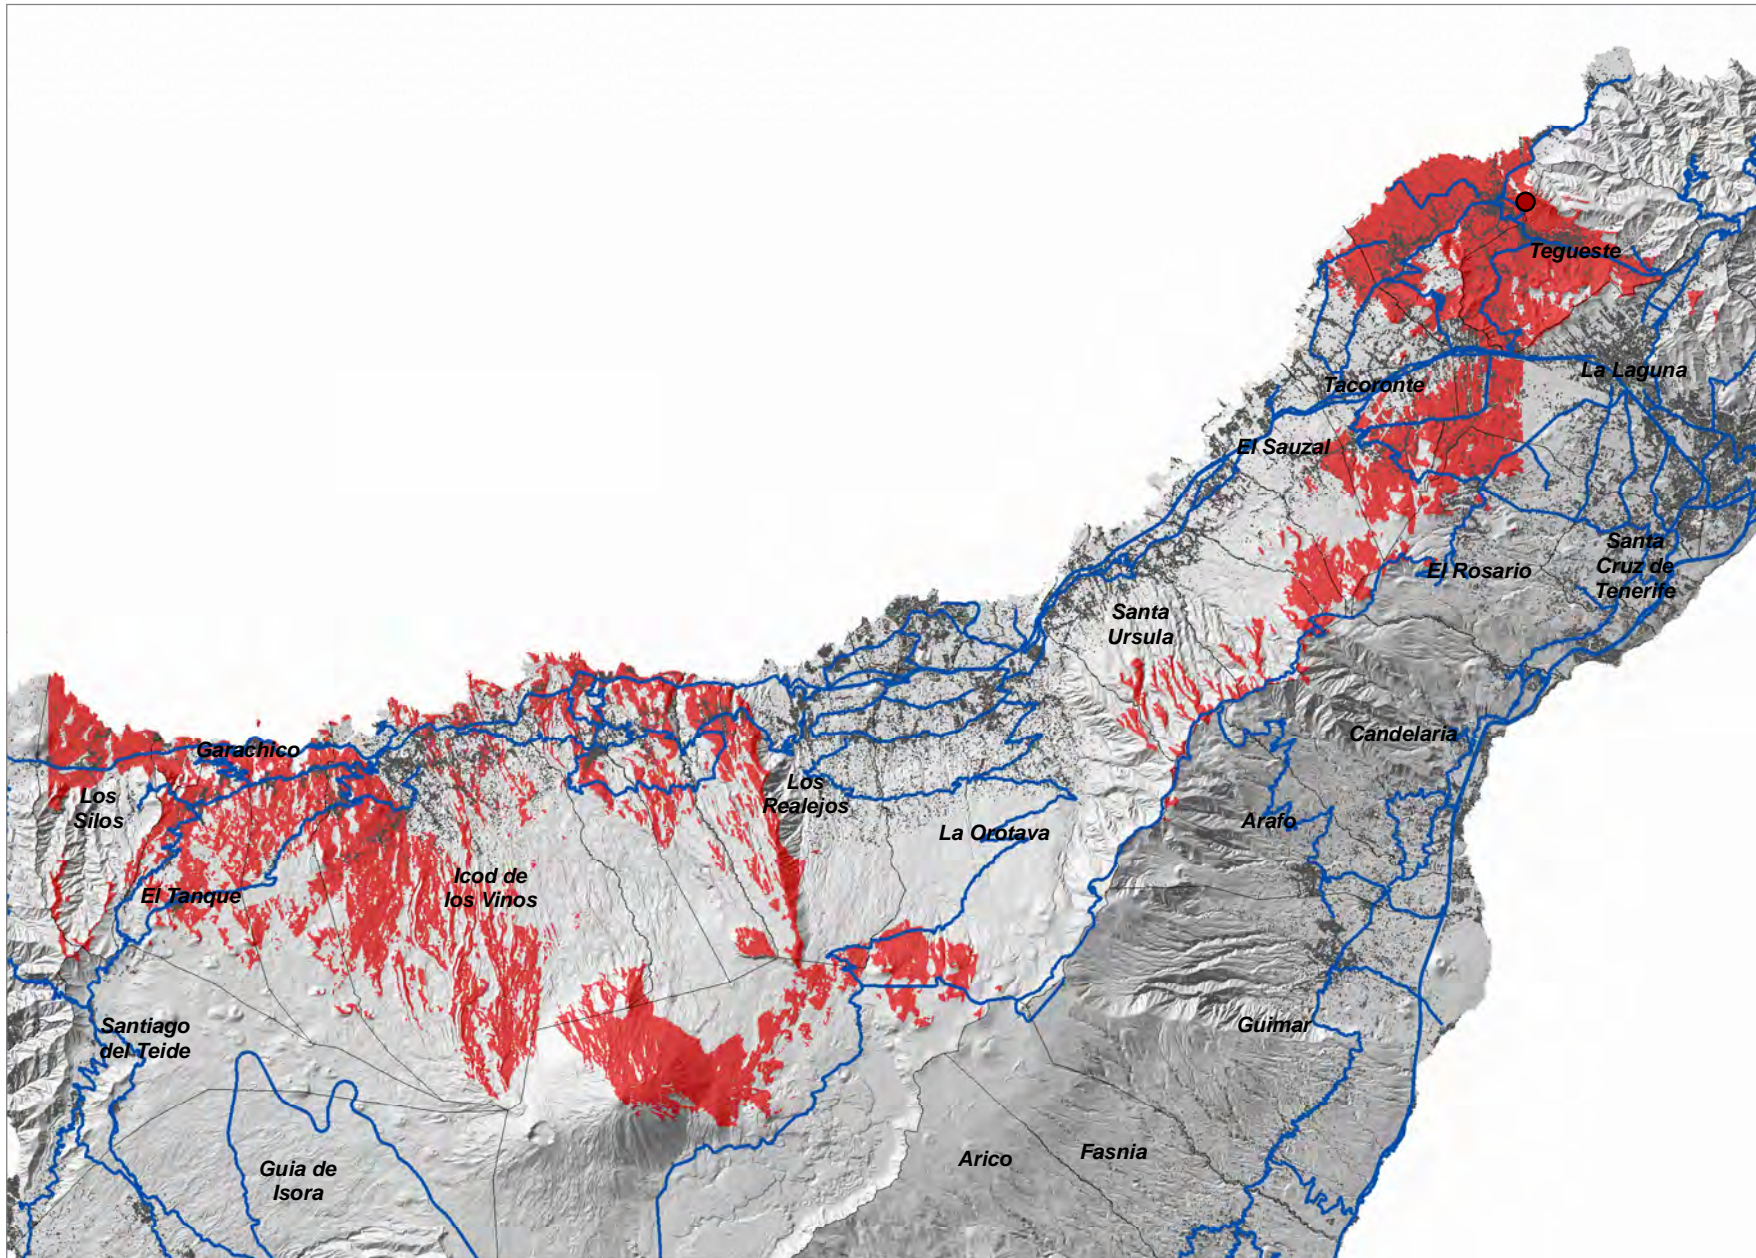 Tegueste
La Laguna
Tacoronte
El Sauzal
Santa
Cruz de
Tenerife
El Rosario
Santa
Ursula
Candelaria
Garachico
Los
Silos
Los
Realejos
La Orotava
Arafo
Icod de
los Vinos
El Tanque
Santiago
del Teide
Guimar
Guia de
Isora
Arico
Fasnia